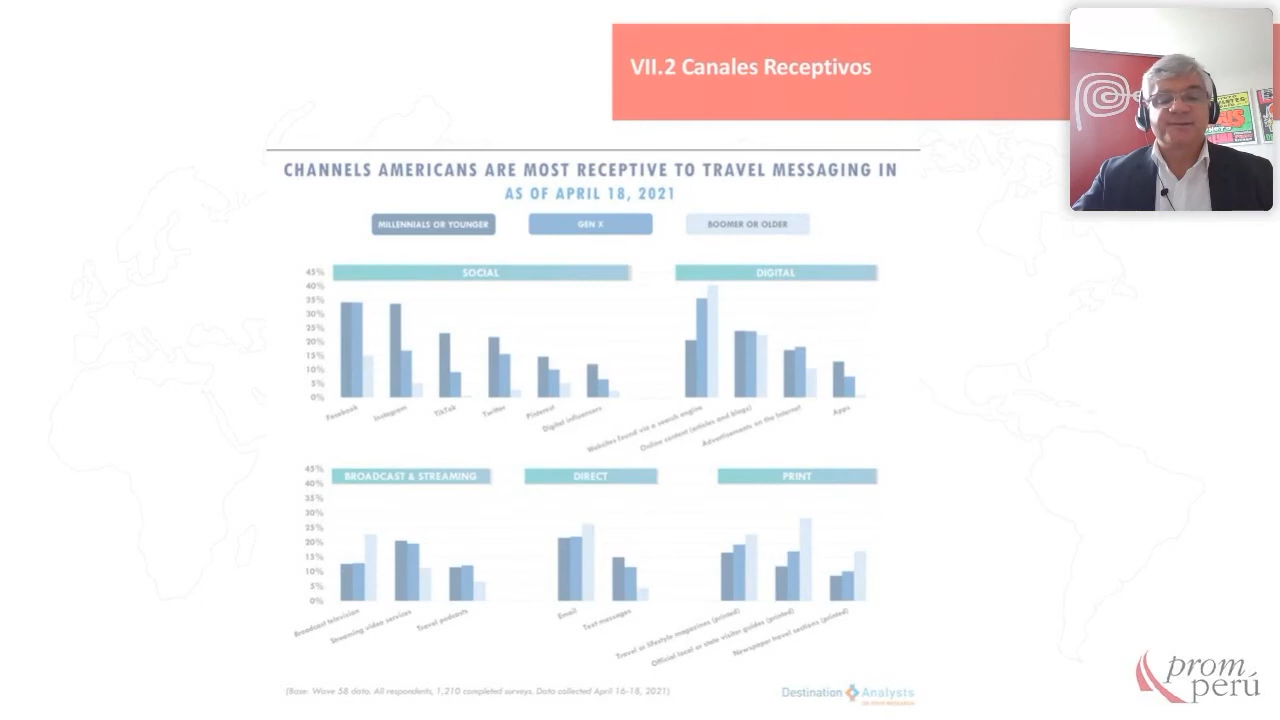 VII.2 Canales Receptivos
CHANNELS AMERICANS ARE MOST RECEPTIVE TO TRAVEL MESSAGING IN
AS OF APRIL 18, 2021
MILLENNIALS OR YOUNGER
GEN X
BOOMER OR OLDER
SOCIAL
DIGITAL
45%
40%
35%
30%
25%
20%
15%
10%
5%
0%
Facebook
Instagram
TikTok
Twitter
Pinterest
Digital influencers
Websites found via a search engine
Online content (articles and blogs)
Advertisements on the Internet
Apps
BROADCAST & STREAMING
DIRECT
PRINT
45%
40%
35%
30%
25%
20%
15%
10%
5%
0%
Broadcast television
Streaming video services
Travel podcasts
Email
Text messages
Travel or lifestyle magazines (printed)
Official local or state visitor guides (printed)
Newspaper travel sections (printed)
(Base: Wave 58 data. All respondents, 1,210 completed surveys. Data collected April 16-18, 2021)
Destination Analysts
prom
perú